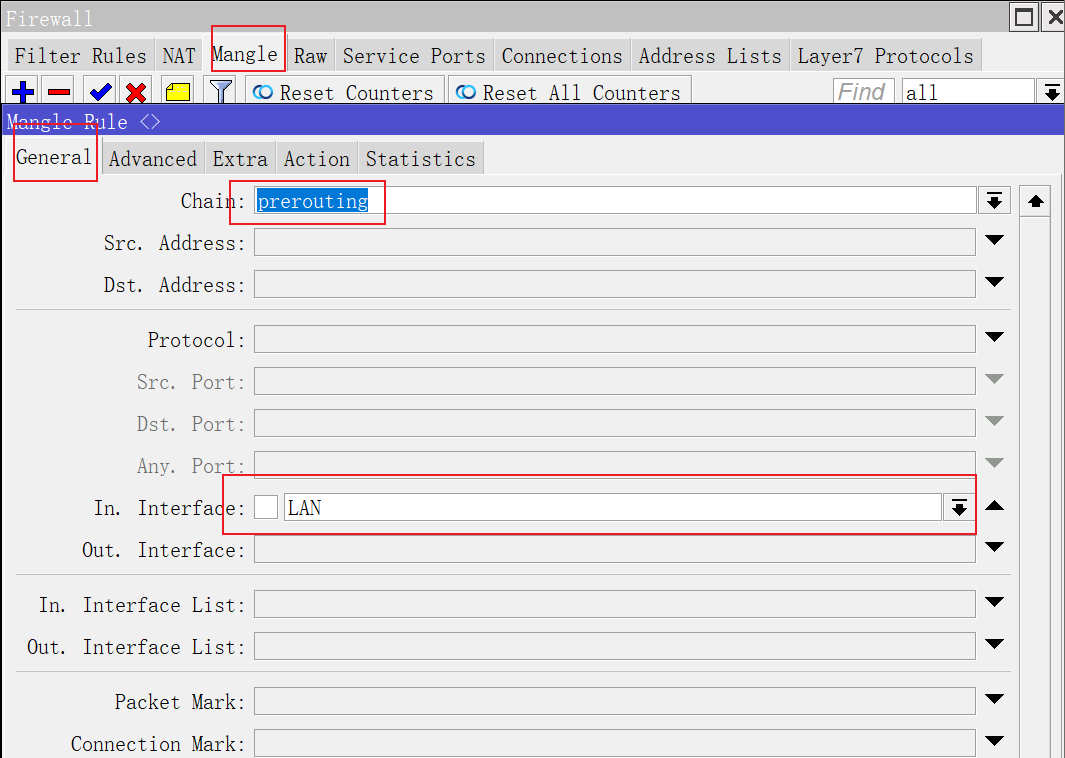 Firewall
Filter Rules NAT Mangle Raw Service Ports Connections Address Lists Layer7 Protocols
Reset Counters Reset All Counters Find all
Mangle Rule <>
General Advanced Extra Action Statistics
Chain: prerouting
Src. Address:
Dst. Address:
Protocol:
Src. Port:
Dst. Port:
Any. Port:
In. Interface: LAN
Out. Interface:
In. Interface List:
Out. Interface List:
Packet Mark:
Connection Mark: